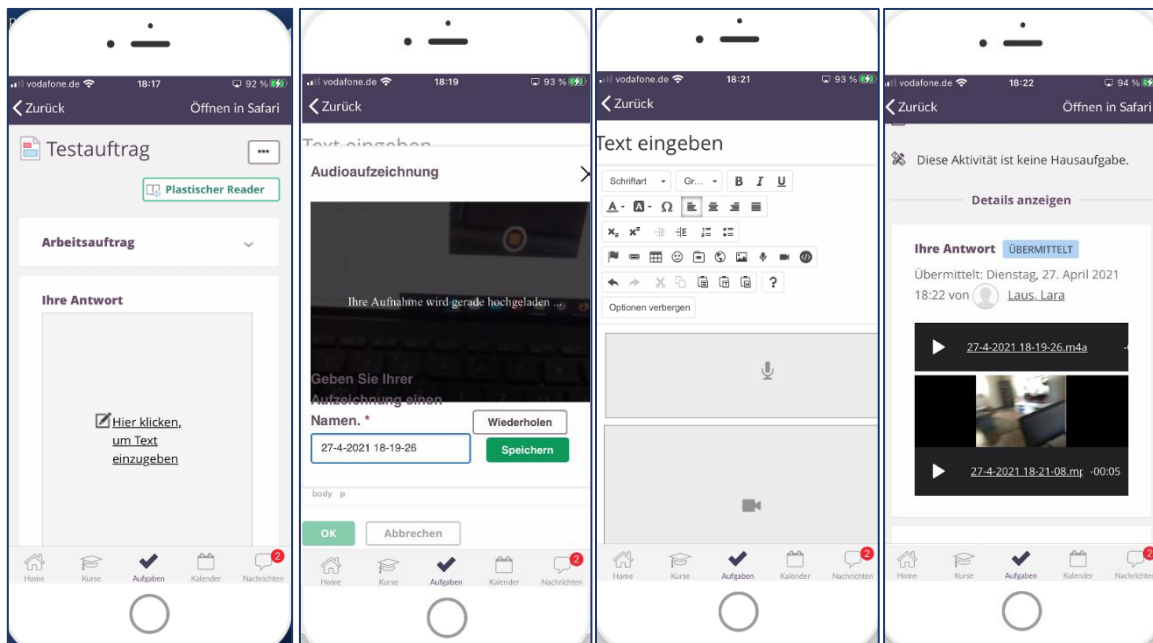 vodafone.de 18:17 92 %
Zurück Öffnen in Safari
Testauftrag
Plastischer Reader
Arbeitsauftrag
Ihre Antwort
Hier klicken,
um Text
einzugeben
Home Kurse Aufgaben Kalender Nachrichten 2
vodafone.de 18:19 93 %
Zurück
Text eingeben
Audioaufzeichnung
Ihre Aufnahme wird gerade hochgeladen ...
Geben Sie Ihrer
Aufzeichnung einen
Namen. *
Wiederholen
27-4-2021 18-19-26
Speichern
body p
OK Abbrechen
Home Kurse Aufgaben Kalender Nachrichten 2
vodafone.de 18:21 93 %
Zurück
Text eingeben
Schriftart Gr... B I U
A A Ω
x₂ x²
?
Optionen verbergen
Home Kurse Aufgaben Kalender Nachrichten 2
vodafone.de 18:22 94 %
Zurück Öffnen in Safari
Diese Aktivität ist keine Hausaufgabe.
Details anzeigen
Ihre Antwort ÜBERMITTELT
Übermittelt: Dienstag, 27. April 2021
18:22 von Laus, Lara
27-4-2021 18-19-26.m4a
27-4-2021 18-21-08.mp -00:05
Home Kurse Aufgaben Kalender Nachrichten 2